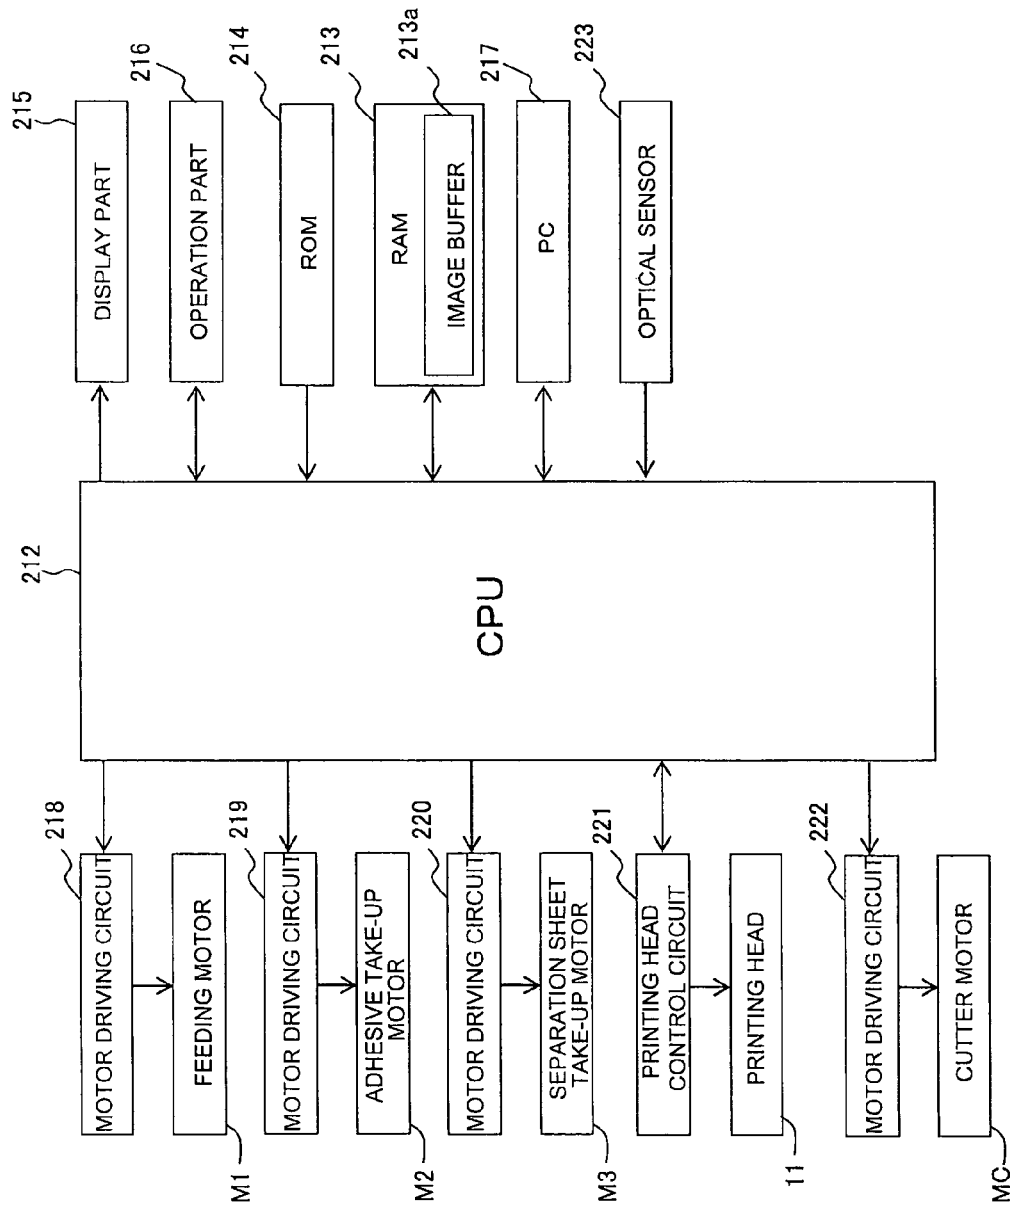 215
DISPLAY PART
216
OPERATION PART
214
ROM
213
RAM
213a
IMAGE BUFFER
217
PC
223
OPTICAL SENSOR
212
CPU
218
MOTOR DRIVING CIRCUIT
FEEDING MOTOR
M1
219
MOTOR DRIVING CIRCUIT
ADHESIVE TAKE-UP
MOTOR
M2
220
MOTOR DRIVING CIRCUIT
SEPARATION SHEET
TAKE-UP MOTOR
M3
221
PRINTING HEAD
CONTROL CIRCUIT
PRINTING HEAD
11
222
MOTOR DRIVING CIRCUIT
CUTTER MOTOR
MC